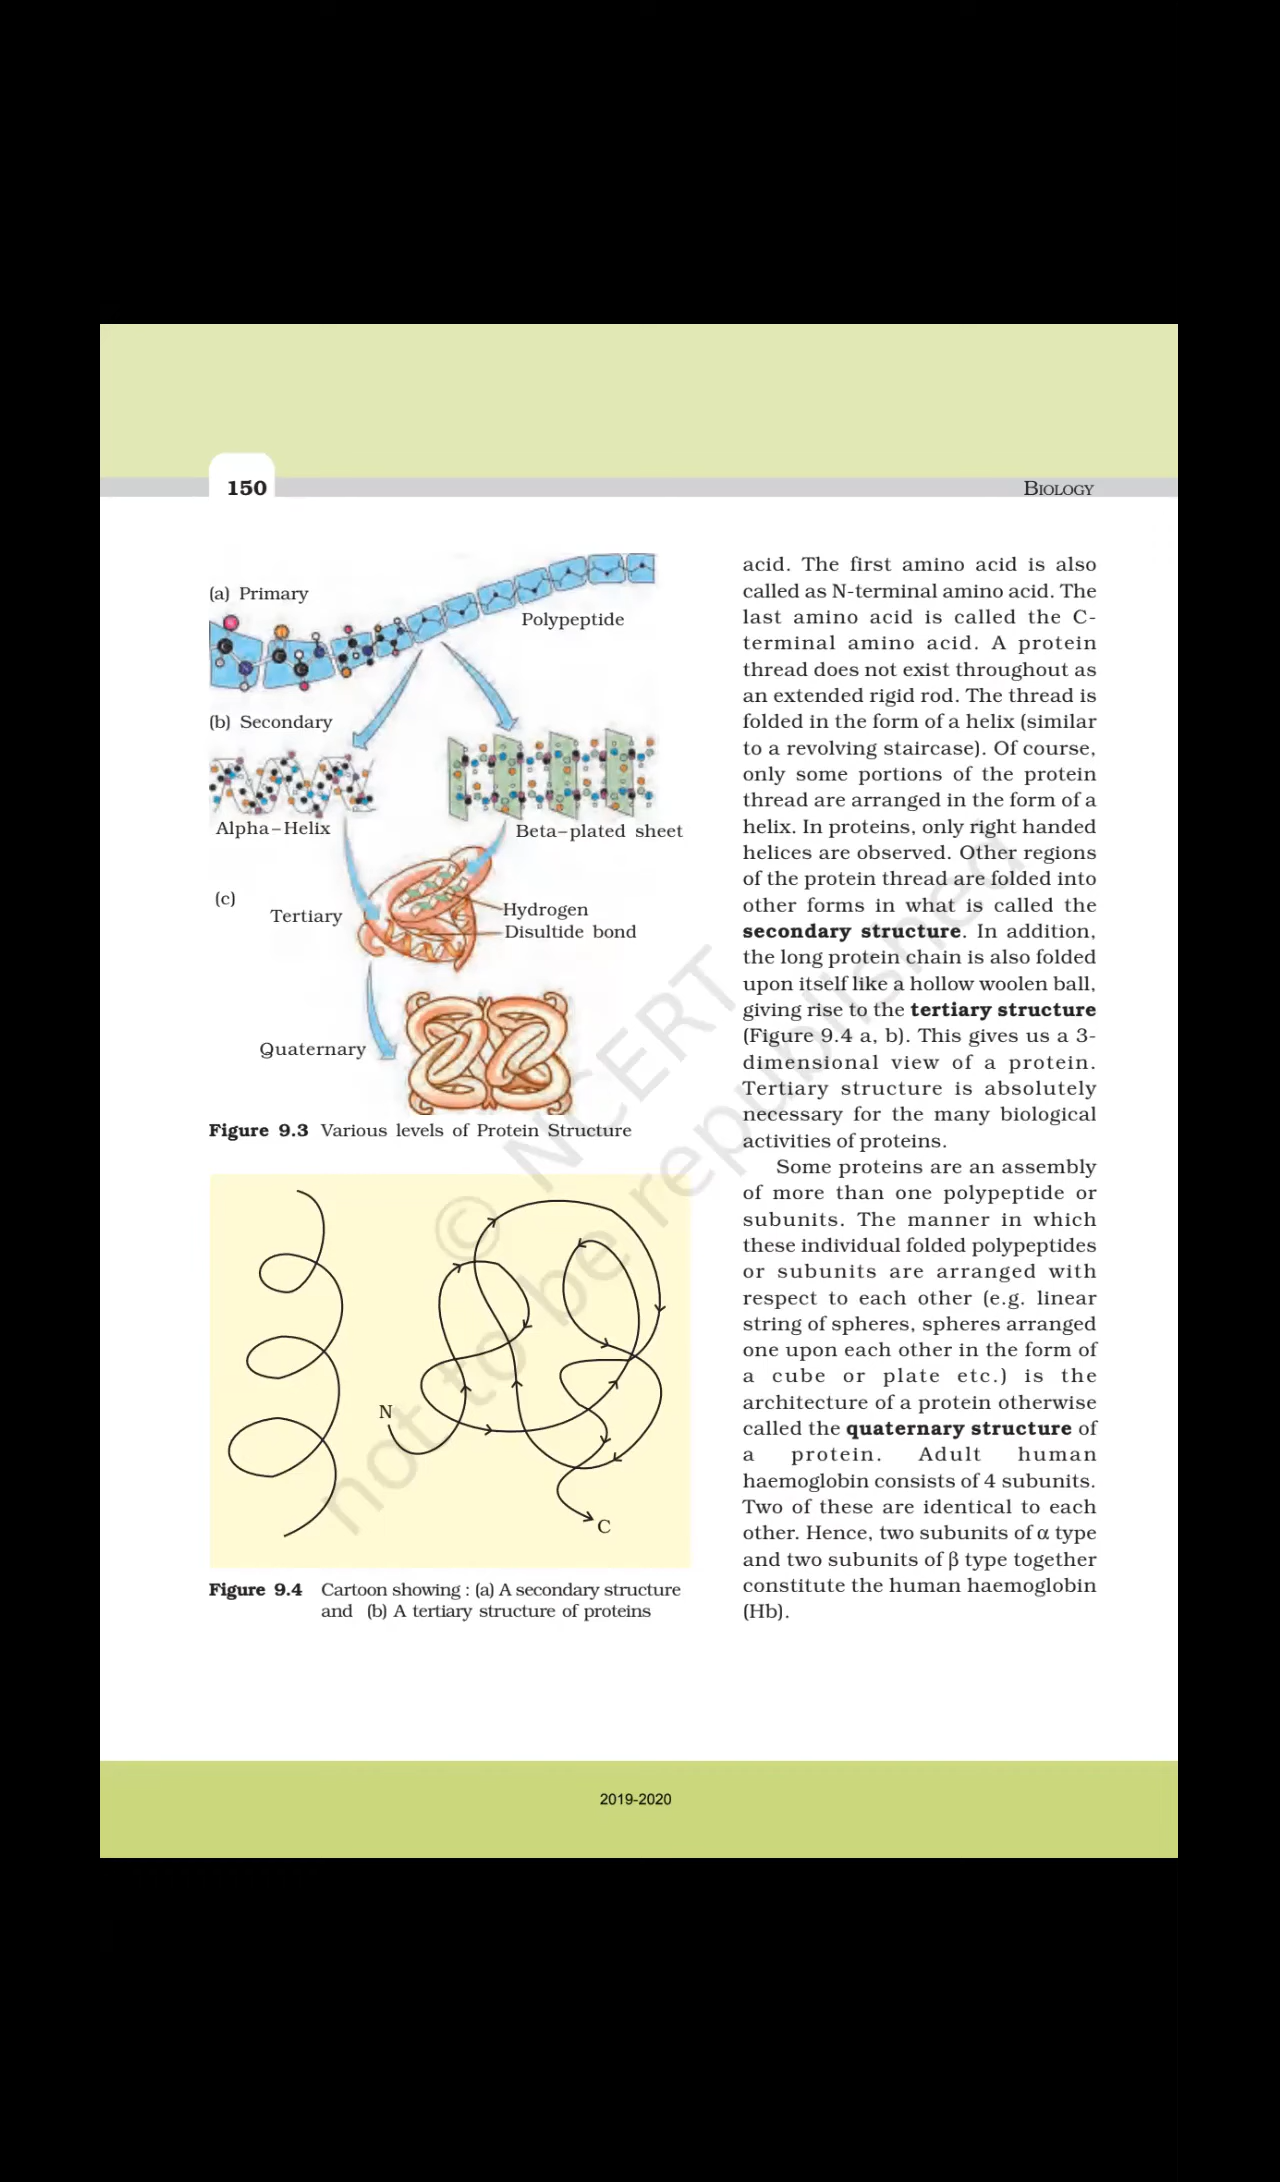 150
BIOLOGY
(a) Primary
Polypeptide
(b) Secondary
Alpha–Helix
Beta–plated sheet
(c)
Tertiary
Hydrogen
Disultide bond
Quaternary
Figure 9.3 Various levels of Protein Structure
N
C
Figure 9.4 Cartoon showing : (a) A secondary structure
and (b) A tertiary structure of proteins
acid. The first amino acid is also
called as N-terminal amino acid. The
last amino acid is called the C-
terminal amino acid. A protein
thread does not exist throughout as
an extended rigid rod. The thread is
folded in the form of a helix (similar
to a revolving staircase). Of course,
only some portions of the protein
thread are arranged in the form of a
helix. In proteins, only right handed
helices are observed. Other regions
of the protein thread are folded into
other forms in what is called the
secondary structure. In addition,
the long protein chain is also folded
upon itself like a hollow woolen ball,
giving rise to the tertiary structure
(Figure 9.4 a, b). This gives us a 3-
dimensional view of a protein.
Tertiary structure is absolutely
necessary for the many biological
activities of proteins.
Some proteins are an assembly
of more than one polypeptide or
subunits. The manner in which
these individual folded polypeptides
or subunits are arranged with
respect to each other (e.g. linear
string of spheres, spheres arranged
one upon each other in the form of
a cube or plate etc.) is the
architecture of a protein otherwise
called the quaternary structure of
a protein. Adult human
haemoglobin consists of 4 subunits.
Two of these are identical to each
other. Hence, two subunits of α type
and two subunits of β type together
constitute the human haemoglobin
(Hb).
© NCERT
not to be republished
2019-2020